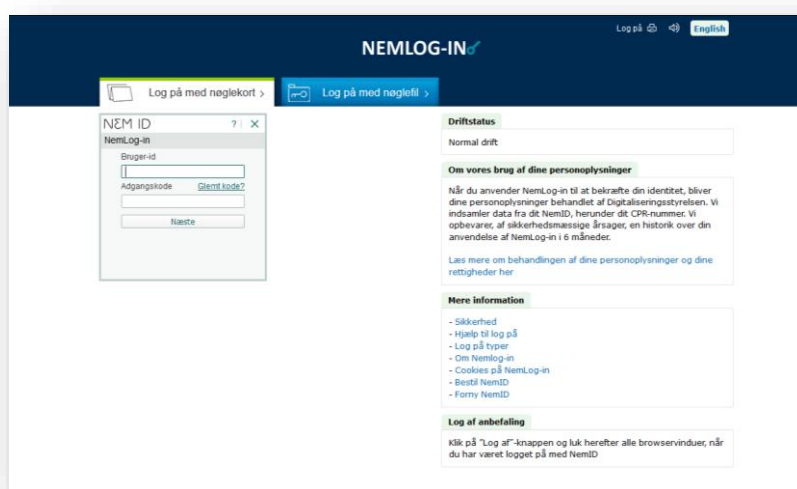 Log på
English
NEMLOG-IN
Log på med nøglekort >
Log på med nøglefil >
NEM ID
? | X
NemLog-in
Bruger-id
Adgangskode Glemt kode?
Næste
Driftstatus
Normal drift
Om vores brug af dine personoplysninger
Når du anvender NemLog-in til at bekræfte din identitet, bliver
dine personoplysninger behandlet af Digitaliseringsstyrelsen. Vi
indsamler data fra dit NemID, herunder dit CPR-nummer. Vi
opbevarer, af sikkerhedsmæssige årsager, en historik over din
anvendelse af NemLog-in i 6 måneder.
Læs mere om behandlingen af dine personoplysninger og dine
rettigheder her
Mere information
- Sikkerhed
- Hjælp til log på
- Log på typer
- Om Nemlog-in
- Cookies på NemLog-in
- Bestil NemID
- Forny NemID
Log af anbefaling
Klik på "Log af"-knappen og luk herefter alle browservinduer, når
du har været logget på med NemID